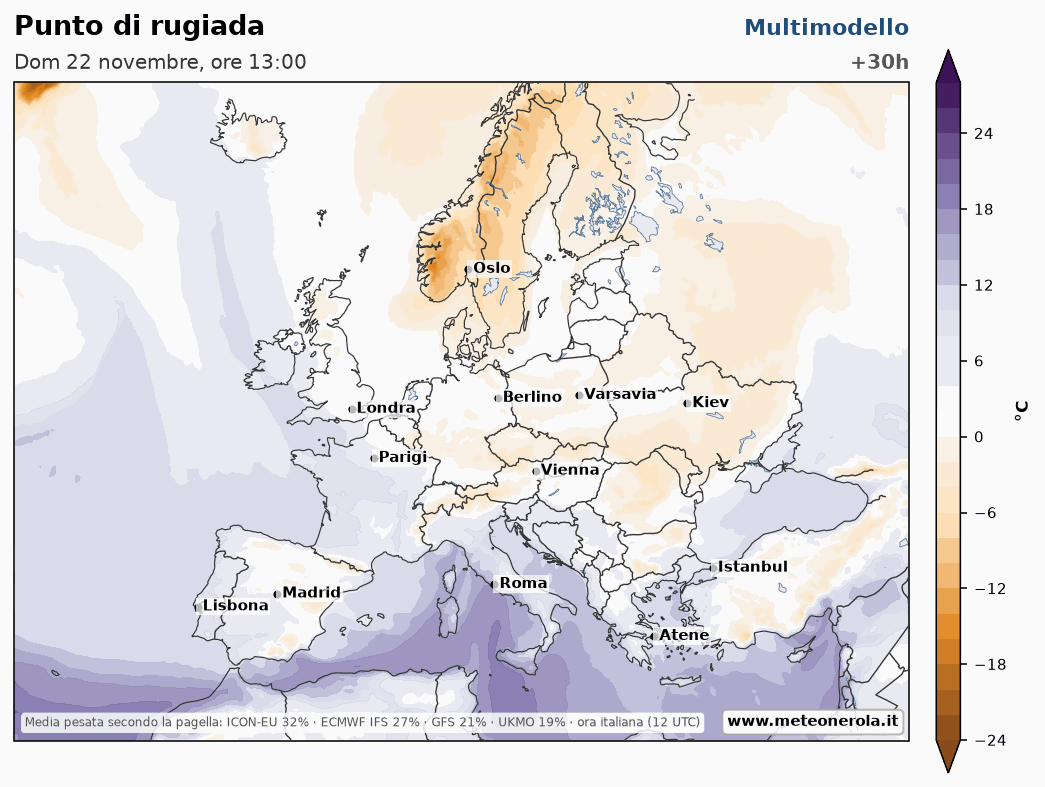 Punto di rugiada
Multimodello
Dom 22 novembre, ore 13:00
+30h
24
18
12
6
0
−6
−12
−18
−24
°C
Oslo
Berlino
Varsavia
Kiev
Londra
Parigi
Vienna
Istanbul
Roma
Madrid
Lisbona
Atene
Media pesata secondo la pagella: ICON-EU 32% · ECMWF IFS 27% · GFS 21% · UKMO 19% · ora italiana (12 UTC)
www.meteonerola.it